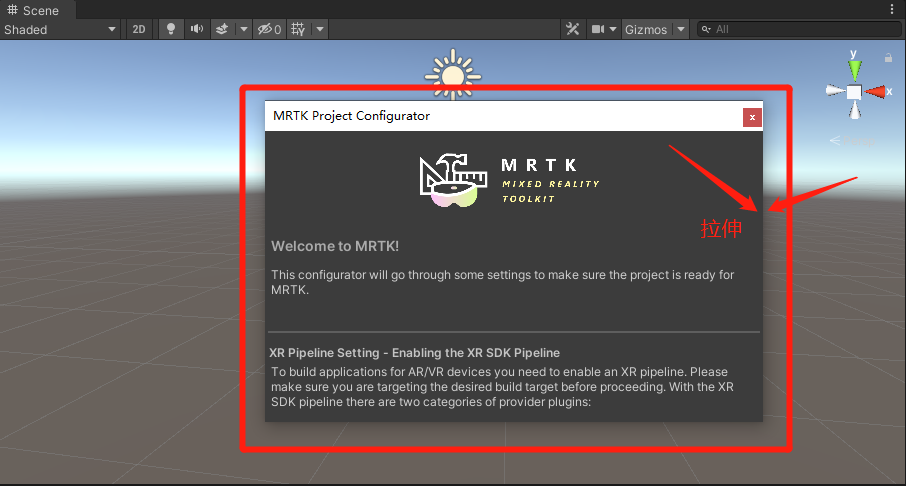 Scene
Shaded
2D
0
Gizmos
All
y
x
MRTK Project Configurator
x
MRTK
MIXED REALITY
TOOLKIT
拉伸
Welcome to MRTK!
This configurator will go through some settings to make sure the project is ready for
MRTK.
XR Pipeline Setting - Enabling the XR SDK Pipeline
To build applications for AR/VR devices you need to enable an XR pipeline. Please
make sure you are targeting the desired build target before proceeding. With the XR
SDK pipeline there are two categories of provider plugins: